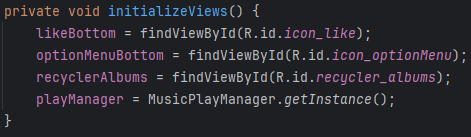 private void initializeViews() {
    likeBottom = findViewById(R.id.icon_like);
    optionMenuBottom = findViewById(R.id.icon_optionMenu);
    recyclerAlbums = findViewById(R.id.recycler_albums);
    playManager = MusicPlayManager.getInstance();
}